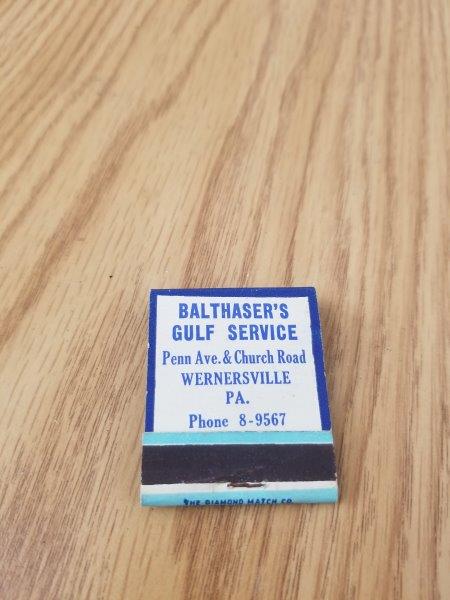 BALTHASER'S
GULF SERVICE
Penn Ave. & Church Road
WERNERSVILLE
PA.
Phone 8-9567
THE DIAMOND MATCH CO